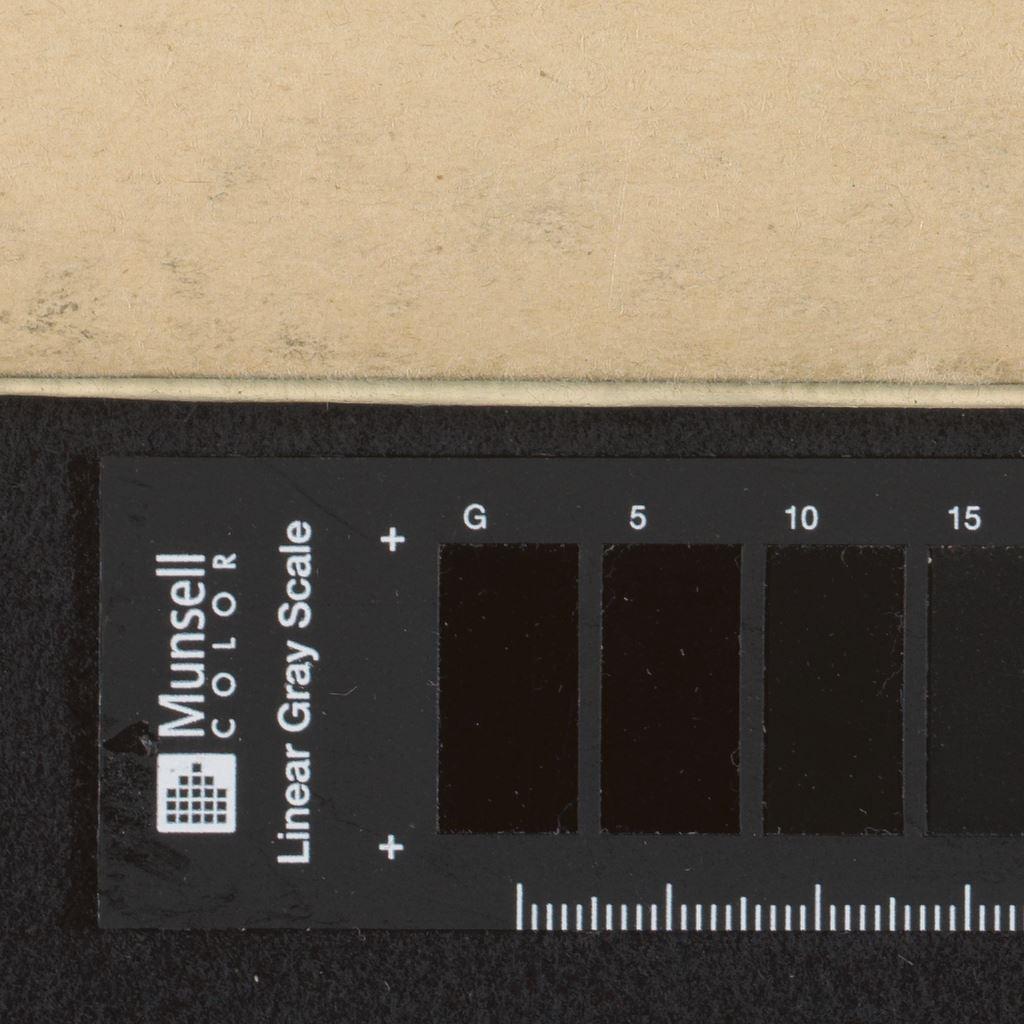 Munsell
COLOR
Linear Gray Scale
+ +
G 5 10 15